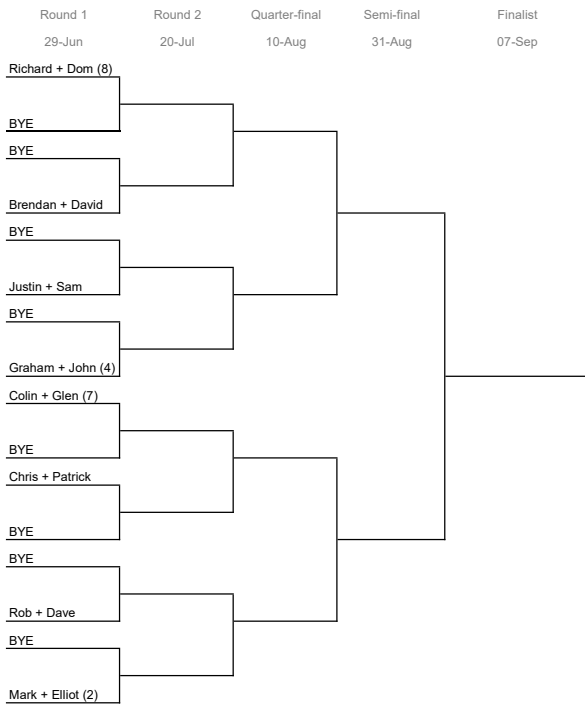 Round 1 Round 2 Quarter-final Semi-final Finalist
29-Jun 20-Jul 10-Aug 31-Aug 07-Sep
Richard + Dom (8)
BYE
BYE
Brendan + David
BYE
Justin + Sam
BYE
Graham + John (4)
Colin + Glen (7)
BYE
Chris + Patrick
BYE
BYE
Rob + Dave
BYE
Mark + Elliot (2)